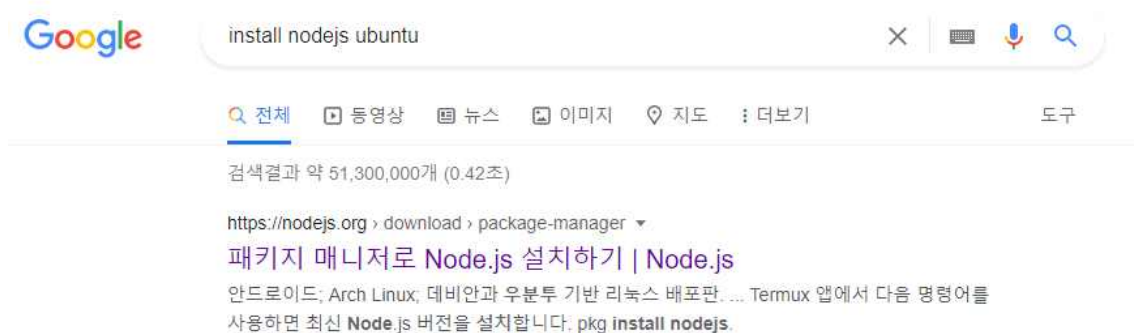 Google
install nodejs ubuntu
전체 동영상 뉴스 이미지 지도 더보기 도구
검색결과 약 51,300,000개 (0.42초)
https://nodejs.org › download › package-manager
패키지 매니저로 Node.js 설치하기 | Node.js
안드로이드; Arch Linux; 데비안과 우분투 기반 리눅스 배포판. ... Termux 앱에서 다음 명령어를
사용하면 최신 Node.js 버전을 설치합니다. pkg install nodejs.